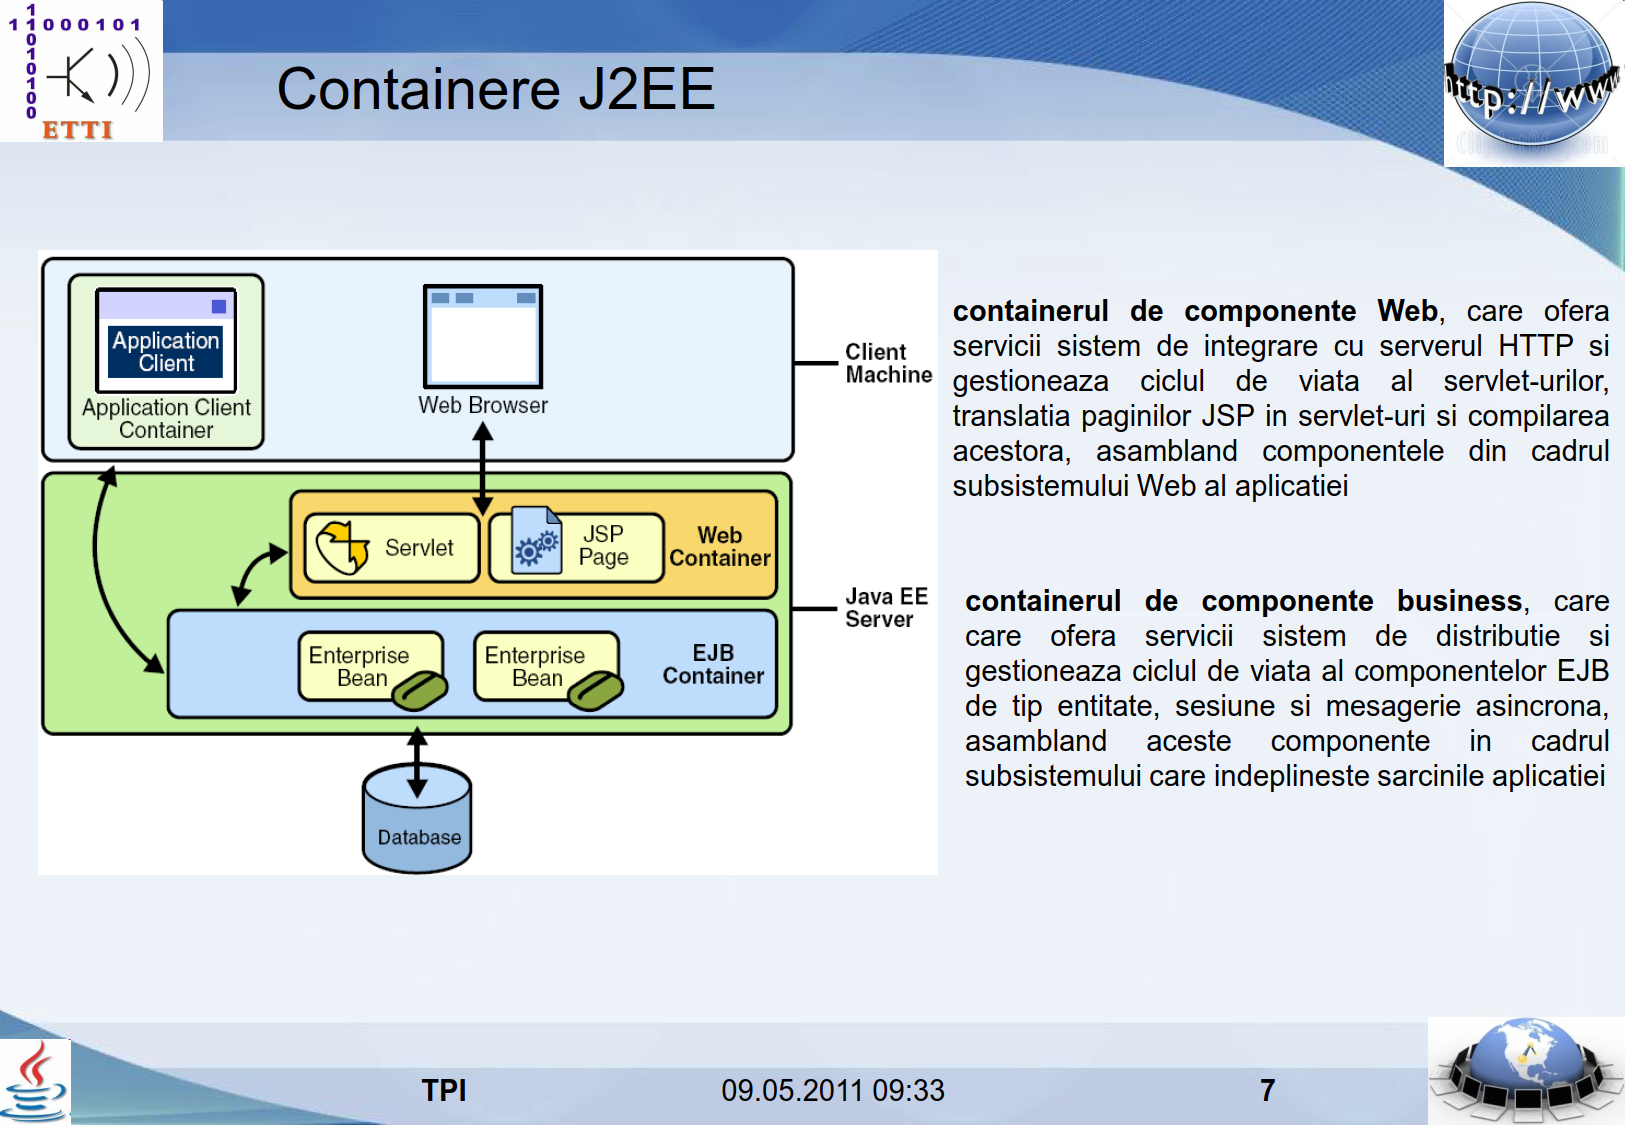 11000101
1
1
0
1
0
1
0
0
ETTI
Containere J2EE
http://www
Application
Client
Application Client
Container
Web Browser
Client
Machine
Servlet
JSP
Page
Web
Container
Java EE
Server
Enterprise
Bean
Enterprise
Bean
EJB
Container
Database
containerul de componente Web, care ofera
servicii sistem de integrare cu serverul HTTP si
gestioneaza ciclul de viata al servlet-urilor,
translatia paginilor JSP in servlet-uri si compilarea
acestora, asambland componentele din cadrul
subsistemului Web al aplicatiei
containerul de componente business, care
care ofera servicii sistem de distributie si
gestioneaza ciclul de viata al componentelor EJB
de tip entitate, sesiune si mesagerie asincrona,
asambland aceste componente in cadrul
subsistemului care indeplineste sarcinile aplicatiei
TPI
09.05.2011 09:33
7